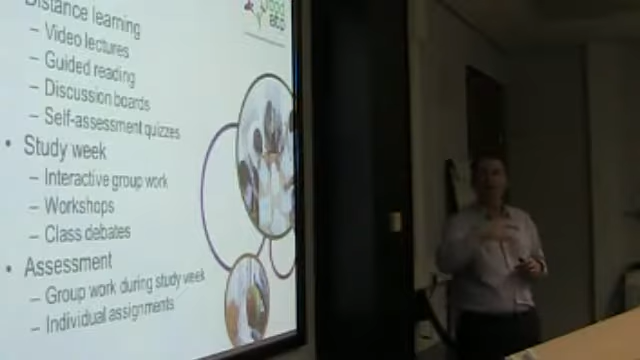 Distance learning
– Video lectures
– Guided reading
– Discussion boards
– Self-assessment quizzes
• Study week
– Interactive group work
– Workshops
– Class debates
• Assessment
– Group work during study week
– Individual assignments